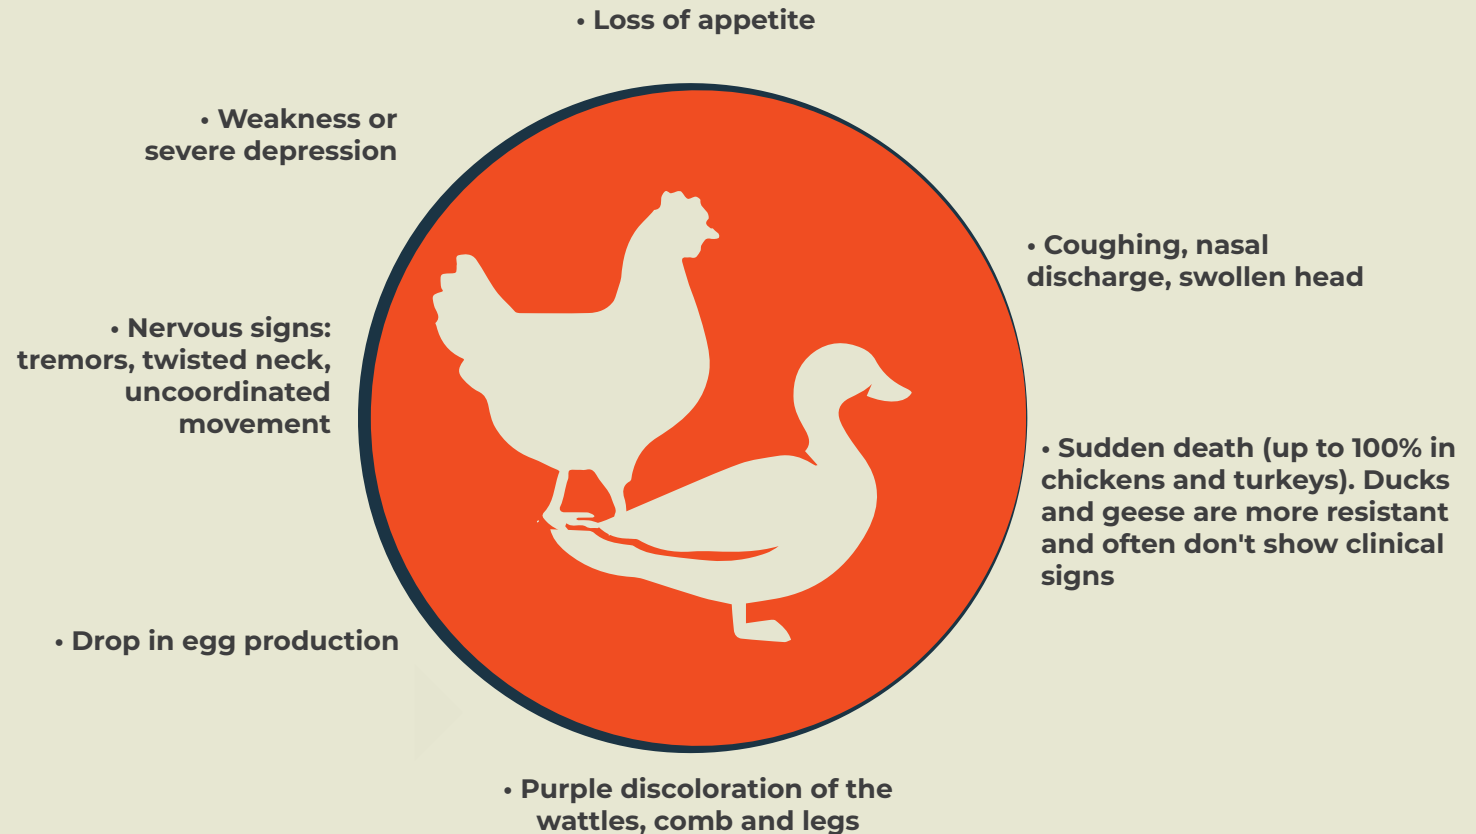 • Loss of appetite
• Weakness or
severe depression
• Coughing, nasal
discharge, swollen head
• Nervous signs:
tremors, twisted neck,
uncoordinated
movement
• Sudden death (up to 100% in
chickens and turkeys). Ducks
and geese are more resistant
and often don't show clinical
signs
• Drop in egg production
• Purple discoloration of the
wattles, comb and legs